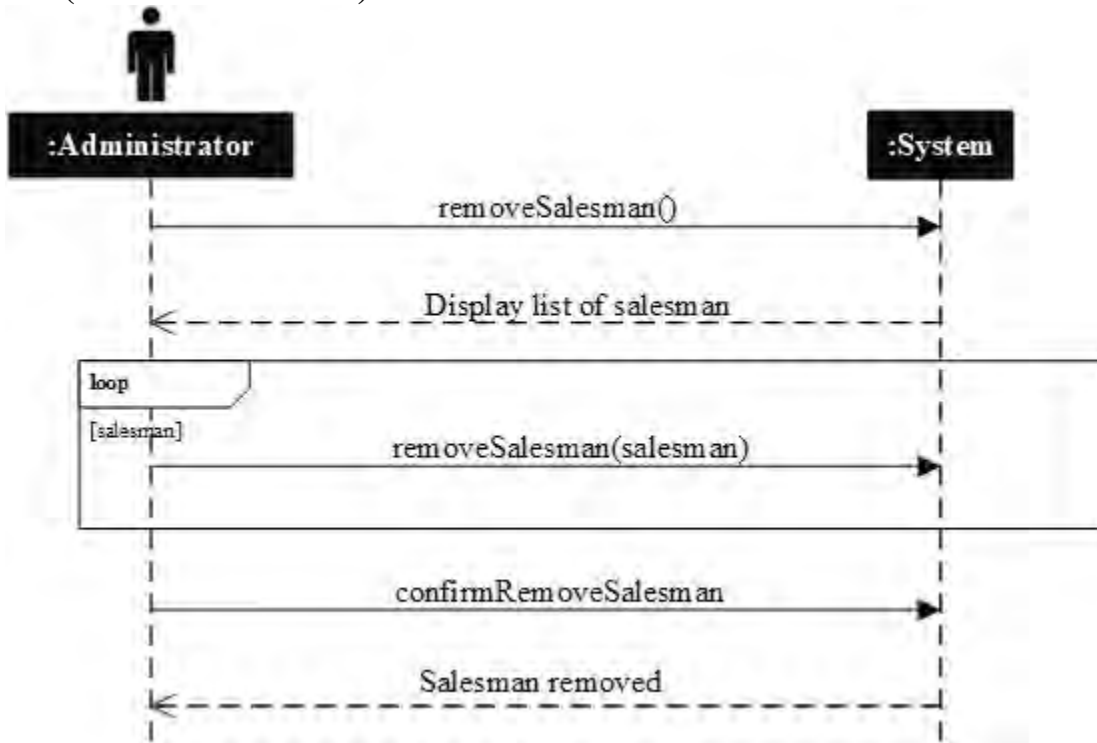 :Administrator
:System
removeSalesman()
Display list of salesman
loop
[salesman]
removeSalesman(salesman)
confirmRemoveSalesman
Salesman removed